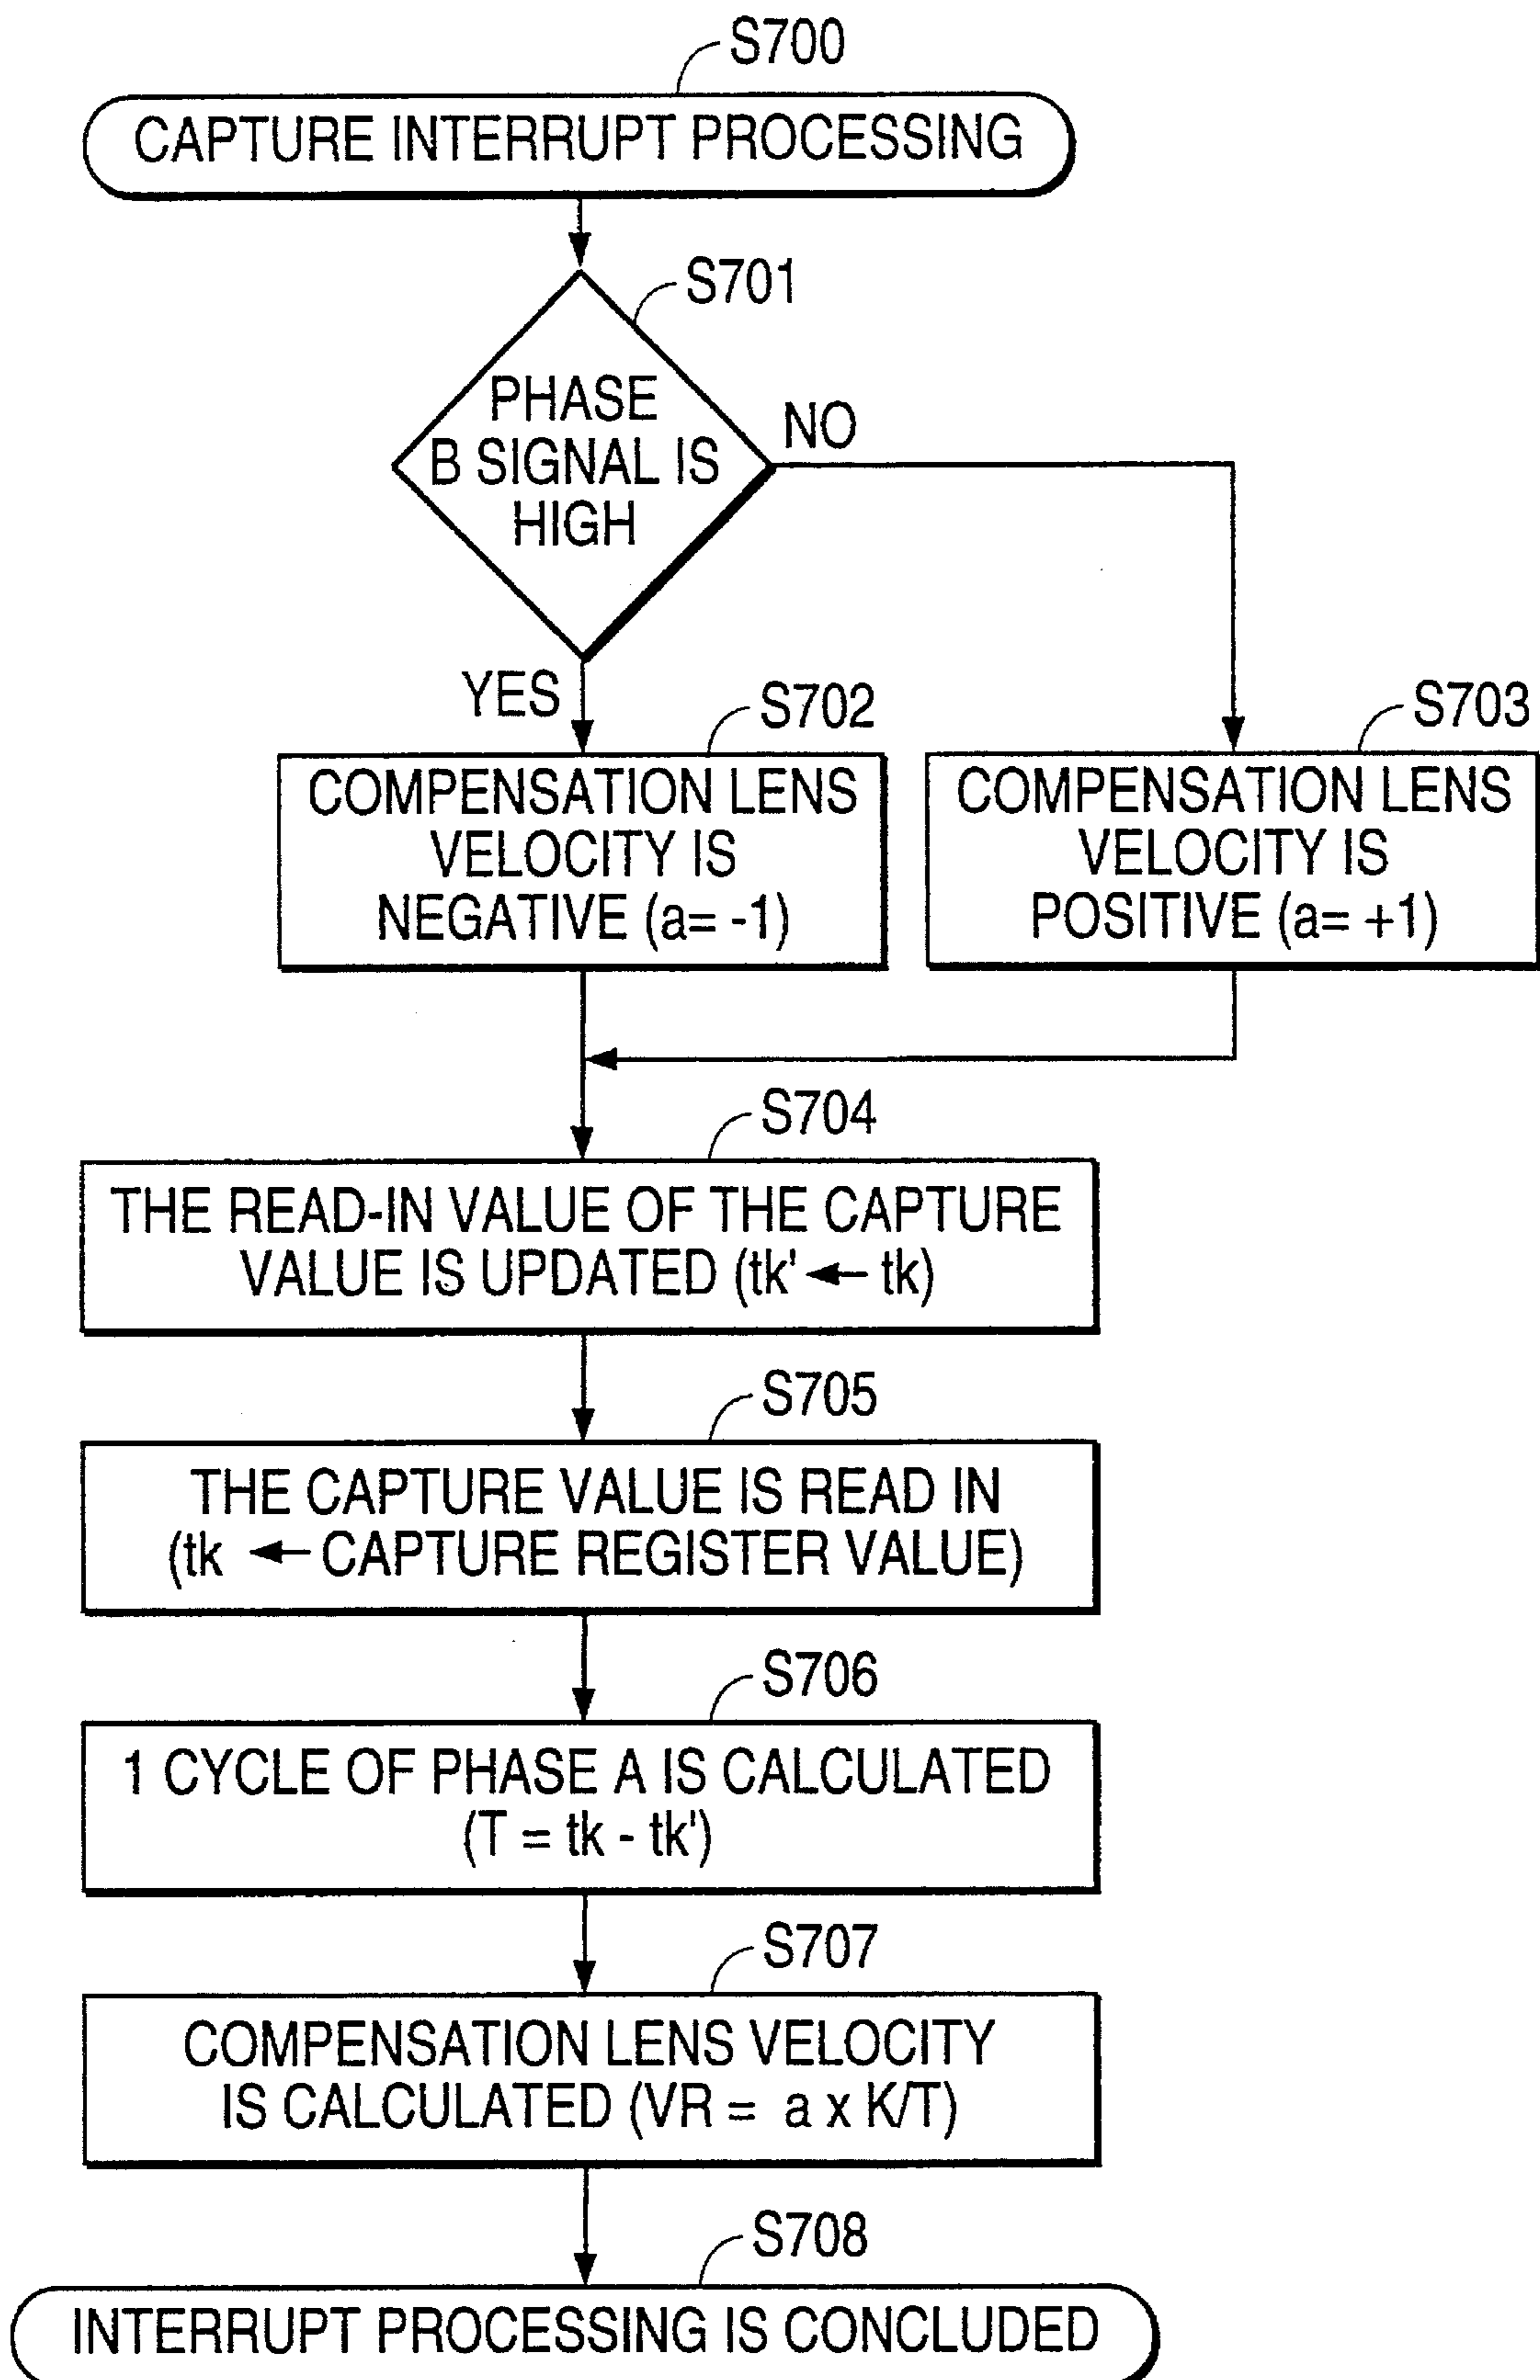 S700
CAPTURE INTERRUPT PROCESSING
S701
PHASE
B SIGNAL IS
HIGH
NO
YES
S702
COMPENSATION LENS
VELOCITY IS
NEGATIVE (a= -1)
S703
COMPENSATION LENS
VELOCITY IS
POSITIVE (a= +1)
S704
THE READ-IN VALUE OF THE CAPTURE
VALUE IS UPDATED (tk' ← tk)
S705
THE CAPTURE VALUE IS READ IN
(tk ← CAPTURE REGISTER VALUE)
S706
1 CYCLE OF PHASE A IS CALCULATED
(T = tk - tk')
S707
COMPENSATION LENS VELOCITY
IS CALCULATED (VR = a x K/T)
S708
INTERRUPT PROCESSING IS CONCLUDED